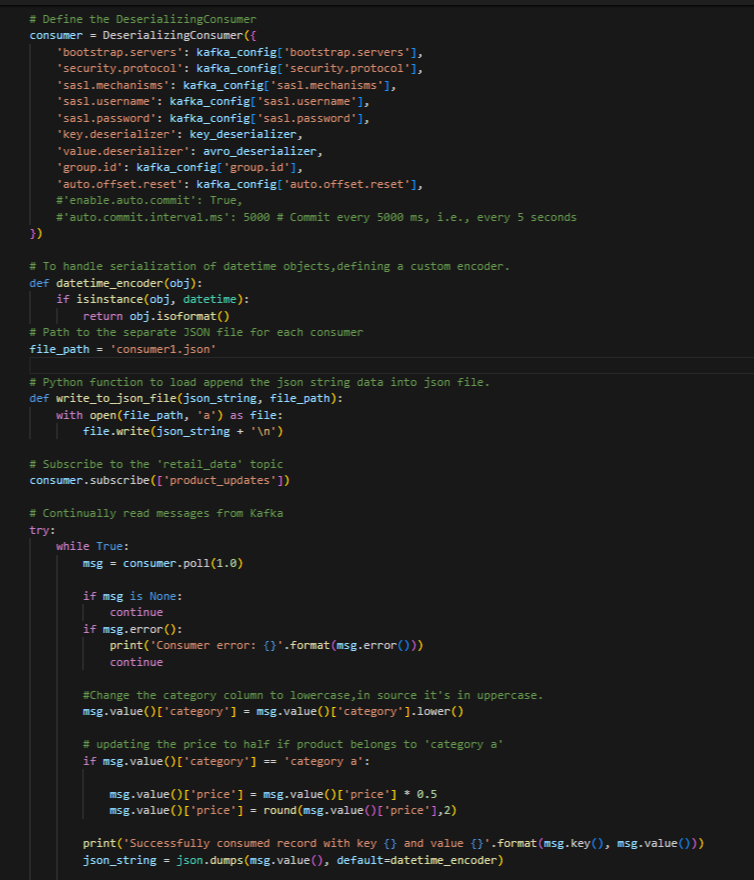 # Define the DeserializingConsumer
consumer = DeserializingConsumer({
    'bootstrap.servers': kafka_config['bootstrap.servers'],
    'security.protocol': kafka_config['security.protocol'],
    'sasl.mechanisms': kafka_config['sasl.mechanisms'],
    'sasl.username': kafka_config['sasl.username'],
    'sasl.password': kafka_config['sasl.password'],
    'key.deserializer': key_deserializer,
    'value.deserializer': avro_deserializer,
    'group.id': kafka_config['group.id'],
    'auto.offset.reset': kafka_config['auto.offset.reset'],
    #'enable.auto.commit': True,
    #'auto.commit.interval.ms': 5000 # Commit every 5000 ms, i.e., every 5 seconds
})

# To handle serialization of datetime objects,defining a custom encoder.
def datetime_encoder(obj):
    if isinstance(obj, datetime):
        return obj.isoformat()
# Path to the separate JSON file for each consumer
file_path = 'consumer1.json'

# Python function to load append the json string data into json file.
def write_to_json_file(json_string, file_path):
    with open(file_path, 'a') as file:
        file.write(json_string + '\n')

# Subscribe to the 'retail_data' topic
consumer.subscribe(['product_updates'])

# Continually read messages from Kafka
try:
    while True:
        msg = consumer.poll(1.0)

        if msg is None:
            continue
        if msg.error():
            print('Consumer error: {}'.format(msg.error()))
            continue

        #Change the category column to lowercase,in source it's in uppercase.
        msg.value()['category'] = msg.value()['category'].lower()

        # updating the price to half if product belongs to 'category a'
        if msg.value()['category'] == 'category a':

            msg.value()['price'] = msg.value()['price'] * 0.5
            msg.value()['price'] = round(msg.value()['price'],2)

        print('Successfully consumed record with key {} and value {}'.format(msg.key(), msg.value()))
        json_string = json.dumps(msg.value(), default=datetime_encoder)